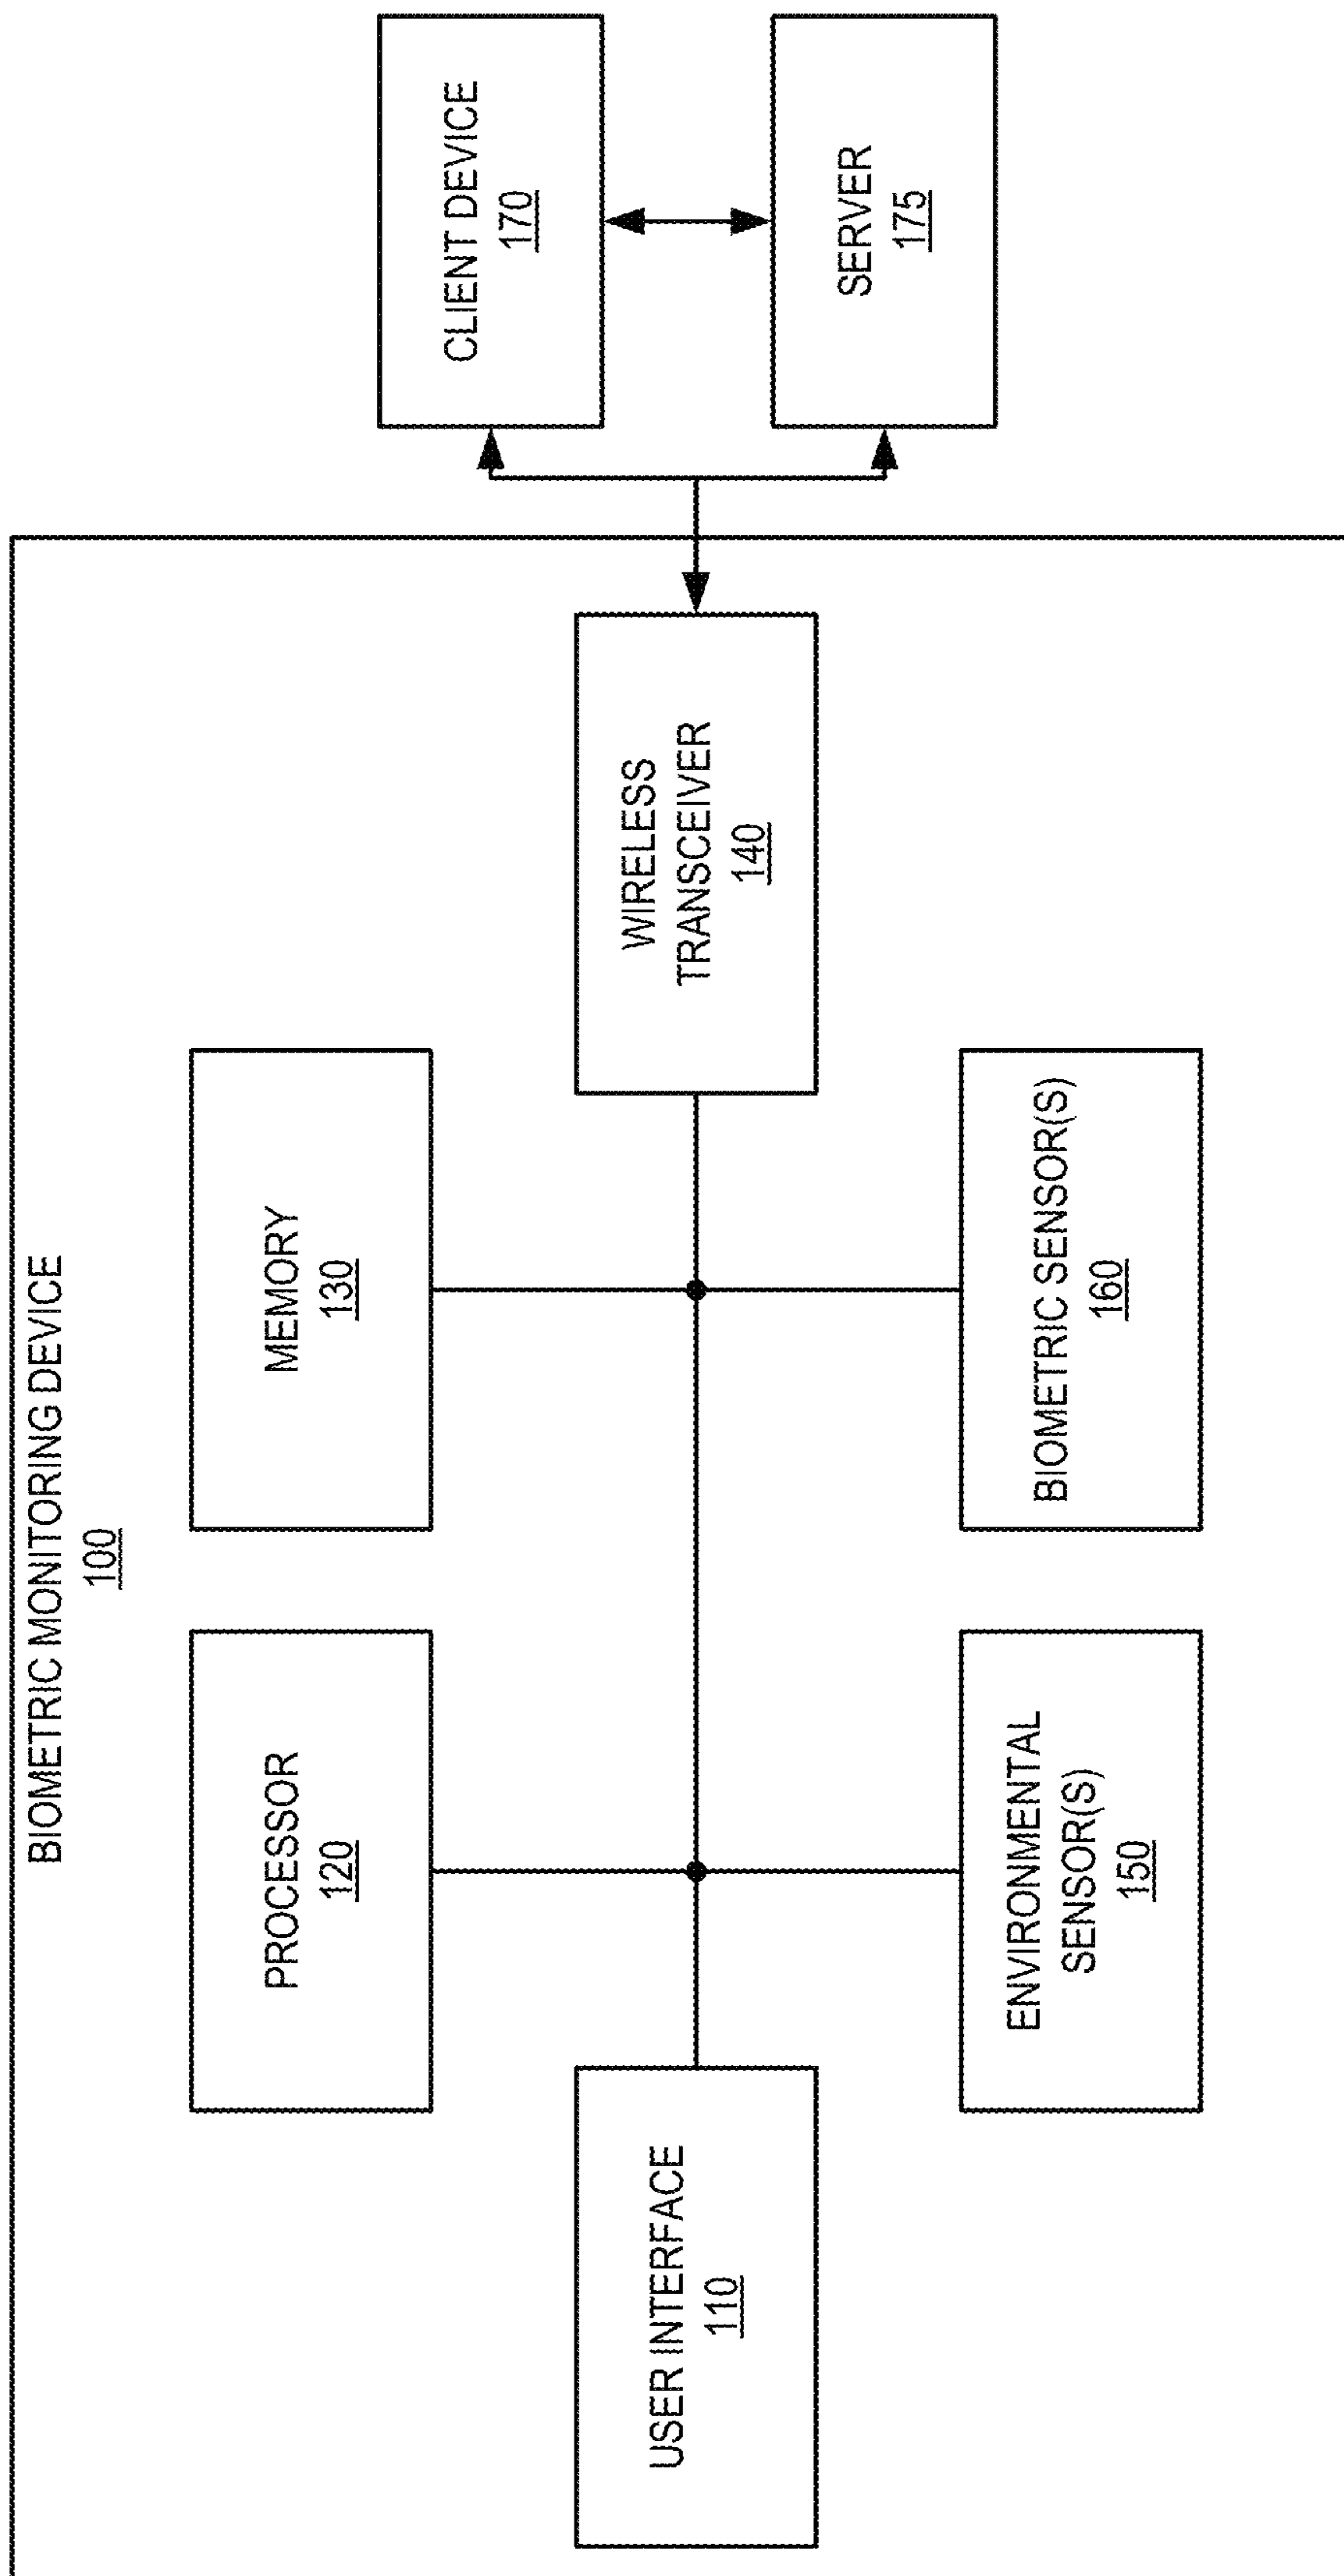 BIOMETRIC MONITORING DEVICE
100
PROCESSOR
120
MEMORY
130
USER INTERFACE
110
WIRELESS
TRANSCEIVER
140
ENVIRONMENTAL
SENSOR(S)
150
BIOMETRIC SENSOR(S)
160
CLIENT DEVICE
170
SERVER
175